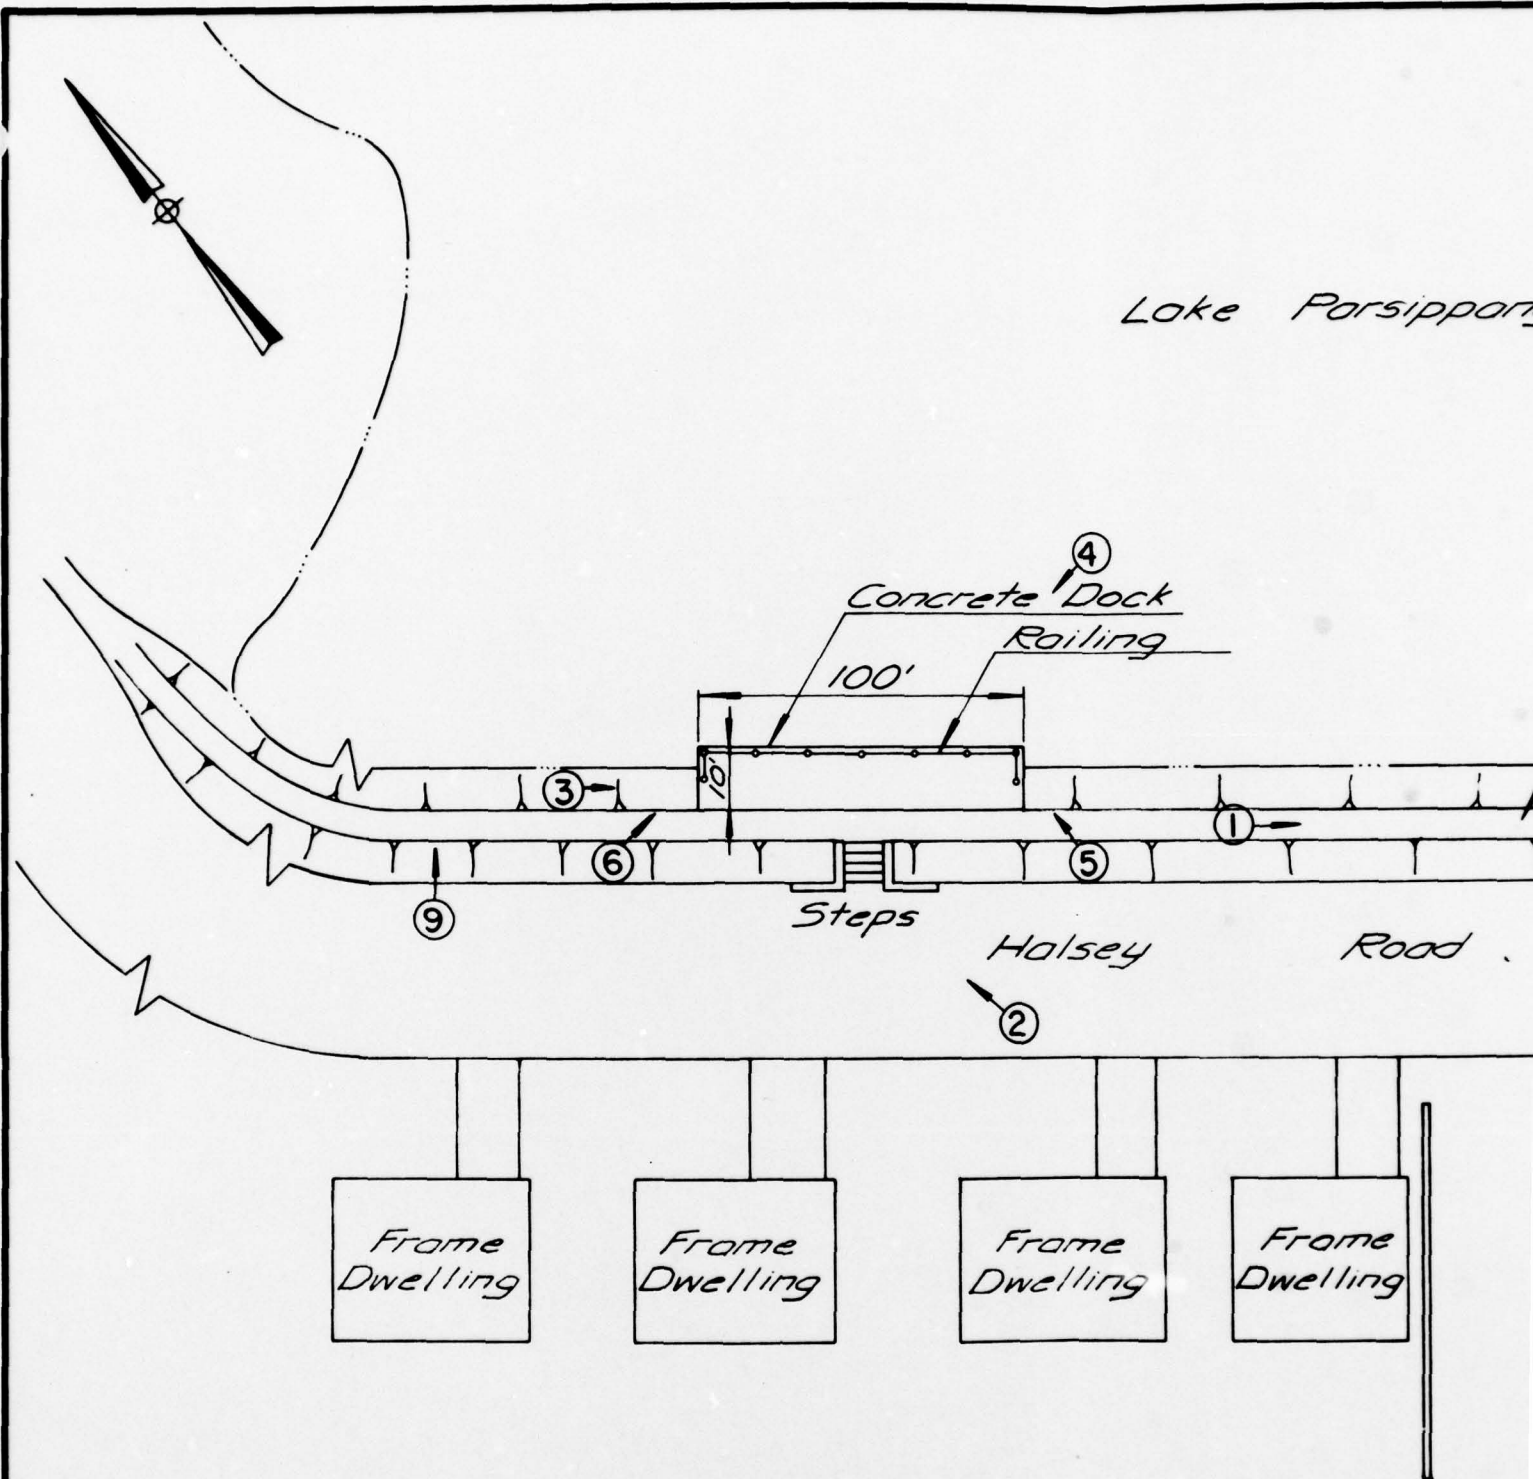 Lake Parsippany
4
Concrete Dock
Railing
100'
10'
3
1
6
5
9
Steps
Halsey Road
2
Frame
Dwelling
Frame
Dwelling
Frame
Dwelling
Frame
Dwelling